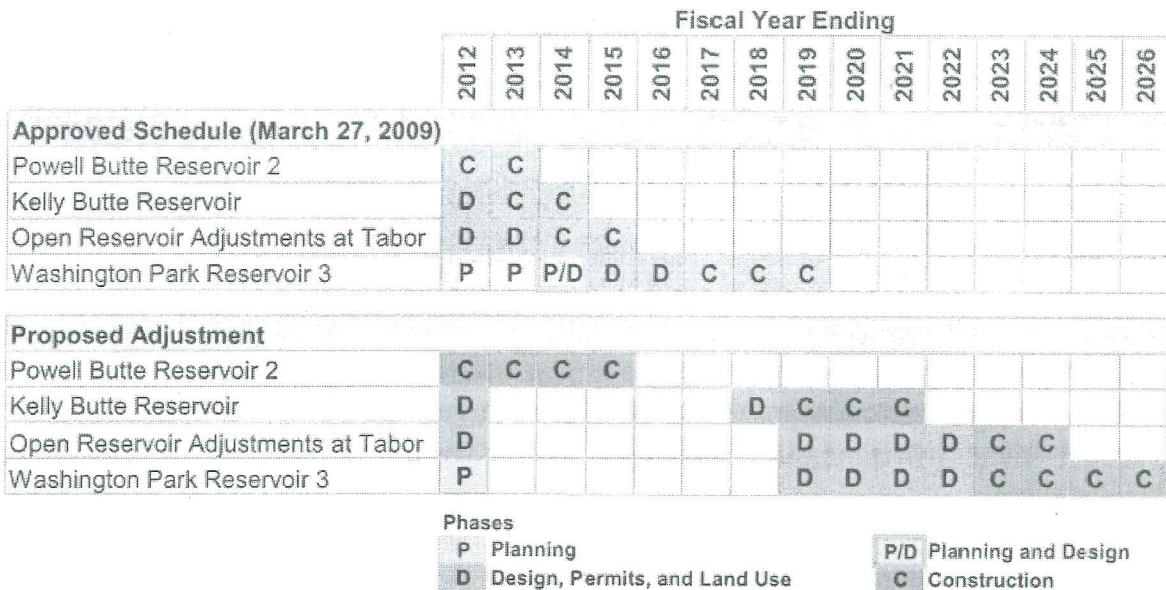 Fiscal Year Ending
2012 2013 2014 2015 2016 2017 2018 2019 2020 2021 2022 2023 2024 2025 2026
Approved Schedule (March 27, 2009)
Powell Butte Reservoir 2 C C
Kelly Butte Reservoir D C C
Open Reservoir Adjustments at Tabor D D C C
Washington Park Reservoir 3 P P P/D D D C C C
Proposed Adjustment
Powell Butte Reservoir 2 C C C C
Kelly Butte Reservoir D D C C C
Open Reservoir Adjustments at Tabor D D D D D C C
Washington Park Reservoir 3 P D D D D C C C C
Phases
P Planning P/D Planning and Design
D Design, Permits, and Land Use C Construction